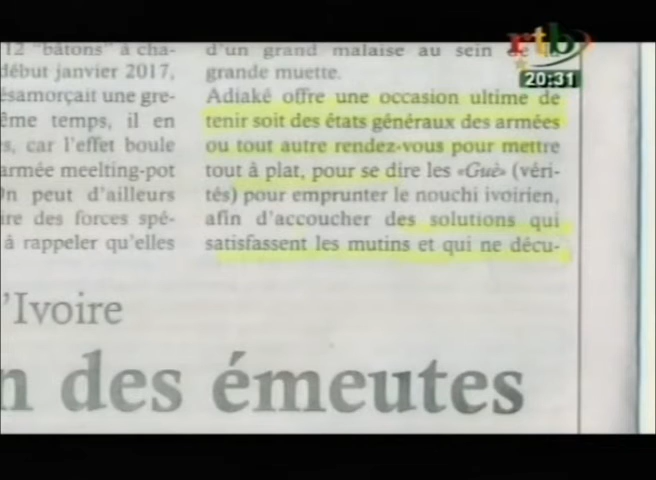 12 "bâtons" à cha-
début janvier 2017,
ésamorçait une gre-
ême temps, il en
s, car l'effet boule
armée meelting-pot
n peut d'ailleurs
ire des forces spé-
à rappeler qu'elles
d'un grand malaise au sein de la
grande muette.
Adiaké offre une occasion ultime de
tenir soit des états généraux des armées
ou tout autre rendez-vous pour mettre
tout à plat, pour se dire les «Guè» (véri-
tés) pour emprunter le nouchi ivoirien,
afin d'accoucher des solutions qui
satisfassent les mutins et qui ne décu-
'Ivoire
n des émeutes
rtb
20:31